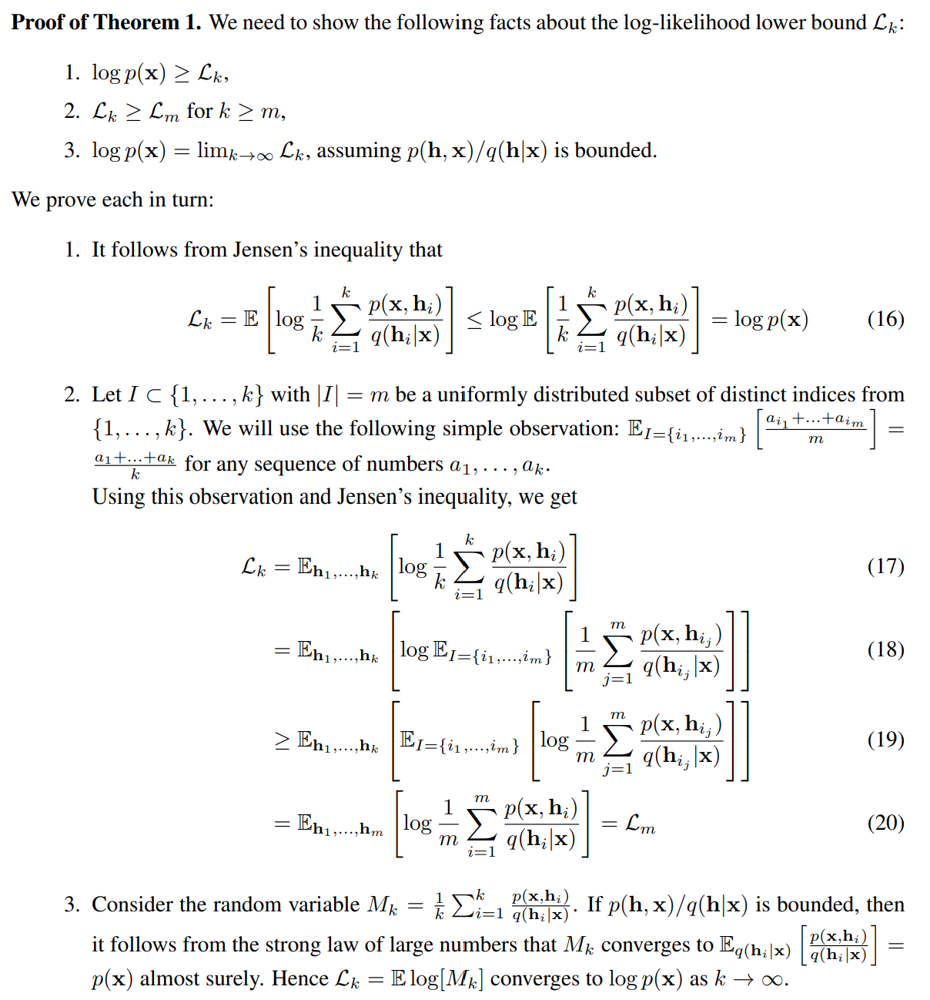 Proof of Theorem 1. We need to show the following facts about the log-likelihood lower bound $\mathcal{L}_k$:
1. $\log p(\mathbf{x}) \geq \mathcal{L}_k$,
2. $\mathcal{L}_k \geq \mathcal{L}_m$ for $k \geq m$,
3. $\log p(\mathbf{x}) = \lim_{k\to\infty} \mathcal{L}_k$, assuming $p(\mathbf{h}, \mathbf{x})/q(\mathbf{h}|\mathbf{x})$ is bounded.
We prove each in turn:
1. It follows from Jensen's inequality that
$\mathcal{L}_k = \mathbb{E}\left[\log \frac{1}{k} \sum_{i=1}^{k} \frac{p(\mathbf{x}, \mathbf{h}_i)}{q(\mathbf{h}_i|\mathbf{x})}\right] \leq \log \mathbb{E}\left[\frac{1}{k} \sum_{i=1}^{k} \frac{p(\mathbf{x}, \mathbf{h}_i)}{q(\mathbf{h}_i|\mathbf{x})}\right] = \log p(\mathbf{x})$ (16)
2. Let $I \subset \{1, \ldots, k\}$ with $|I| = m$ be a uniformly distributed subset of distinct indices from
$\{1, \ldots, k\}$. We will use the following simple observation: $\mathbb{E}_{I=\{i_1,\ldots,i_m\}}\left[\frac{a_{i_1}+\ldots+a_{i_m}}{m}\right] =$
$\frac{a_1+\ldots+a_k}{k}$ for any sequence of numbers $a_1, \ldots, a_k$.
Using this observation and Jensen's inequality, we get
$\mathcal{L}_k = \mathbb{E}_{\mathbf{h}_1,\ldots,\mathbf{h}_k}\left[\log \frac{1}{k} \sum_{i=1}^{k} \frac{p(\mathbf{x}, \mathbf{h}_i)}{q(\mathbf{h}_i|\mathbf{x})}\right]$ (17)
$= \mathbb{E}_{\mathbf{h}_1,\ldots,\mathbf{h}_k}\left[\log \mathbb{E}_{I=\{i_1,\ldots,i_m\}}\left[\frac{1}{m} \sum_{j=1}^{m} \frac{p(\mathbf{x}, \mathbf{h}_{i_j})}{q(\mathbf{h}_{i_j}|\mathbf{x})}\right]\right]$ (18)
$\geq \mathbb{E}_{\mathbf{h}_1,\ldots,\mathbf{h}_k}\left[\mathbb{E}_{I=\{i_1,\ldots,i_m\}}\left[\log \frac{1}{m} \sum_{j=1}^{m} \frac{p(\mathbf{x}, \mathbf{h}_{i_j})}{q(\mathbf{h}_{i_j}|\mathbf{x})}\right]\right]$ (19)
$= \mathbb{E}_{\mathbf{h}_1,\ldots,\mathbf{h}_m}\left[\log \frac{1}{m} \sum_{i=1}^{m} \frac{p(\mathbf{x}, \mathbf{h}_i)}{q(\mathbf{h}_i|\mathbf{x})}\right] = \mathcal{L}_m$ (20)
3. Consider the random variable $M_k = \frac{1}{k} \sum_{i=1}^{k} \frac{p(\mathbf{x},\mathbf{h}_i)}{q(\mathbf{h}_i|\mathbf{x})}$. If $p(\mathbf{h}, \mathbf{x})/q(\mathbf{h}|\mathbf{x})$ is bounded, then
it follows from the strong law of large numbers that $M_k$ converges to $\mathbb{E}_{q(\mathbf{h}_i|\mathbf{x})}\left[\frac{p(\mathbf{x},\mathbf{h}_i)}{q(\mathbf{h}_i|\mathbf{x})}\right] =$
$p(\mathbf{x})$ almost surely. Hence $\mathcal{L}_k = \mathbb{E} \log[M_k]$ converges to $\log p(\mathbf{x})$ as $k \to \infty$.